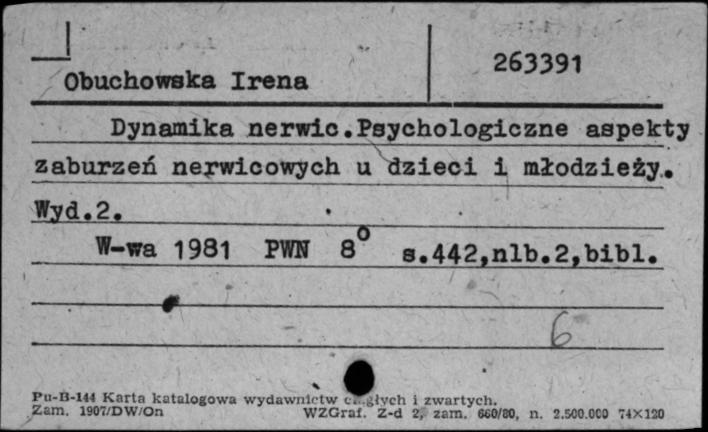 263391
Obuchowska Irena
Dynamika nerwic.Psychologiczne aspekty
zaburzeń nerwicowych u dzieci i młodzieży.
Wyd.2.
W-wa 1981 PWN 8° s.442,nlb.2,bibl.
6
Pu-B-144 Karta katalogowa wydawnictw i zwartych.
Zam. 1907/DW/On WZGraf. Z-d 2, zam. 660/80, n. 2.500.000 74×120